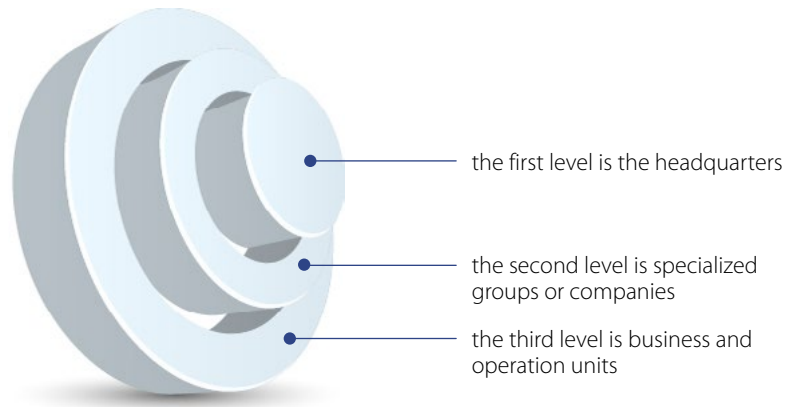 the first level is the headquarters
the second level is specialized
groups or companies
the third level is business and
operation units